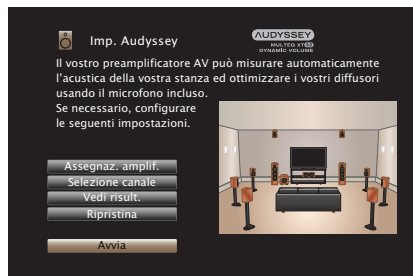 Imp. Audyssey
AUDYSSEY
MULTEQ XT32
DYNAMIC VOLUME
Il vostro preamplificatore AV può misurare automaticamente
l'acustica della vostra stanza ed ottimizzare i vostri diffusori
usando il microfono incluso.
Se necessario, configurare
le seguenti impostazioni.
Assegnaz. amplif.
Selezione canale
Vedi risult.
Ripristina
Avvia